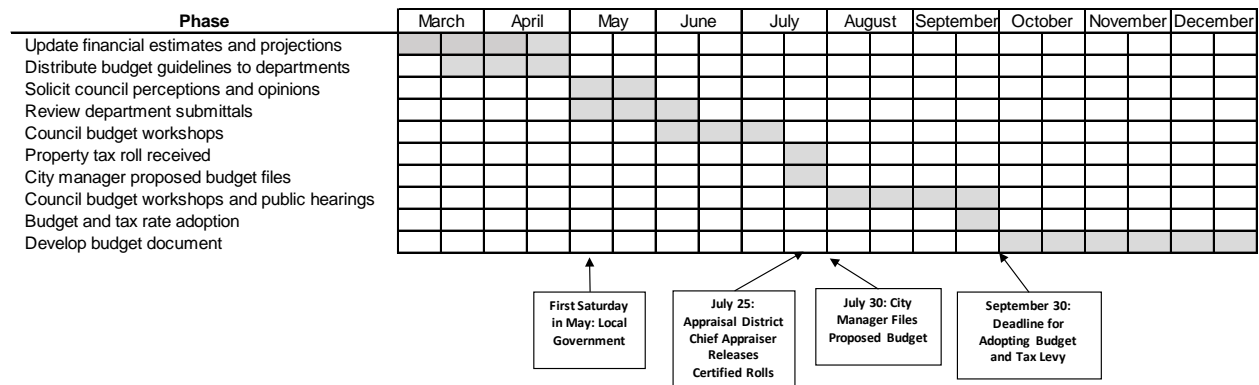 Phase March April May June July August September October November December
Update financial estimates and projections
Distribute budget guidelines to departments
Solicit council perceptions and opinions
Review department submittals
Council budget workshops
Property tax roll received
City manager proposed budget files
Council budget workshops and public hearings
Budget and tax rate adoption
Develop budget document
First Saturday
in May: Local
Government
July 25:
Appraisal District
Chief Appraiser
Releases
Certified Rolls
July 30: City
Manager Files
Proposed Budget
September 30:
Deadline for
Adopting Budget
and Tax Levy